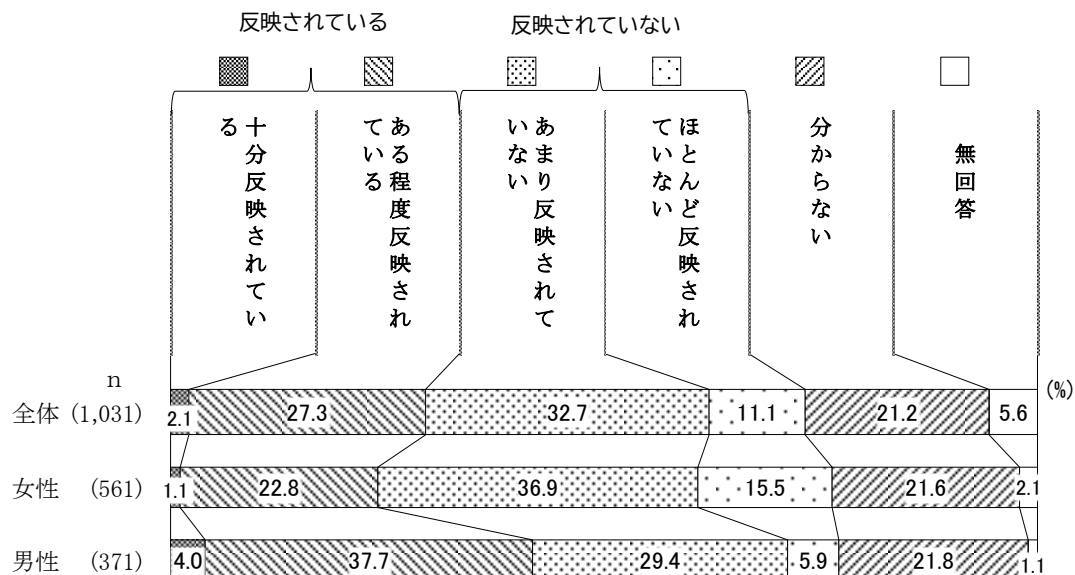 反映されている
反映されていない
十分反映されてい
る
ある程度反映され
ている
あまり反映されて
いない
ほとんど反映され
ていない
分からない
無回答
n
(%)
全体 (1,031) 2.1 27.3 32.7 11.1 21.2 5.6
女性 (561) 1.1 22.8 36.9 15.5 21.6 2.1
男性 (371) 4.0 37.7 29.4 5.9 21.8 1.1